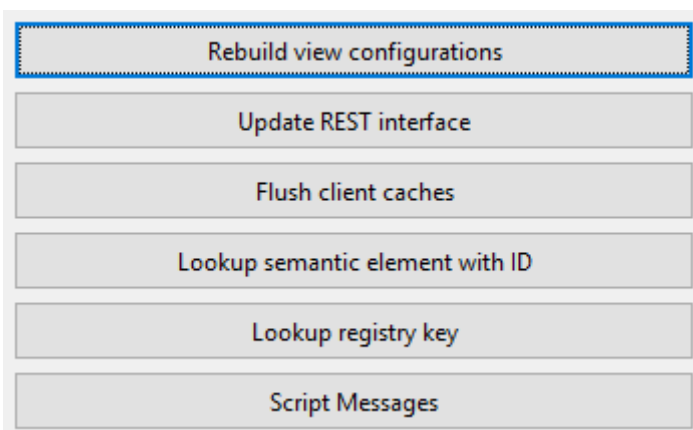 Rebuild view configurations
Update REST interface
Flush client caches
Lookup semantic element with ID
Lookup registry key
Script Messages